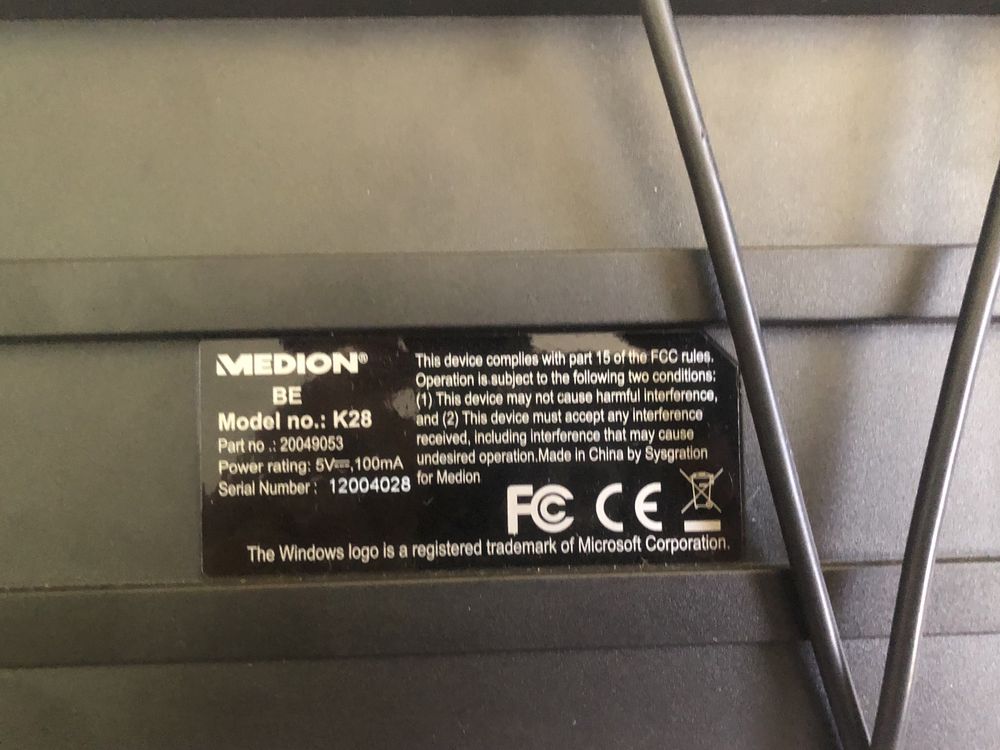 MEDION®
BE
Model no.: K28
Part no .: 20049053
Power rating: 5V⎓,100mA
Serial Number : 12004028
This device complies with part 15 of the FCC rules.
Operation is subject to the following two conditions:
(1) This device may not cause harmful interference,
and (2) This device must accept any interference
received, including interference that may cause
undesired operation.Made in China by Sysgration
for Medion
FC CE
The Windows logo is a registered trademark of Microsoft Corporation.